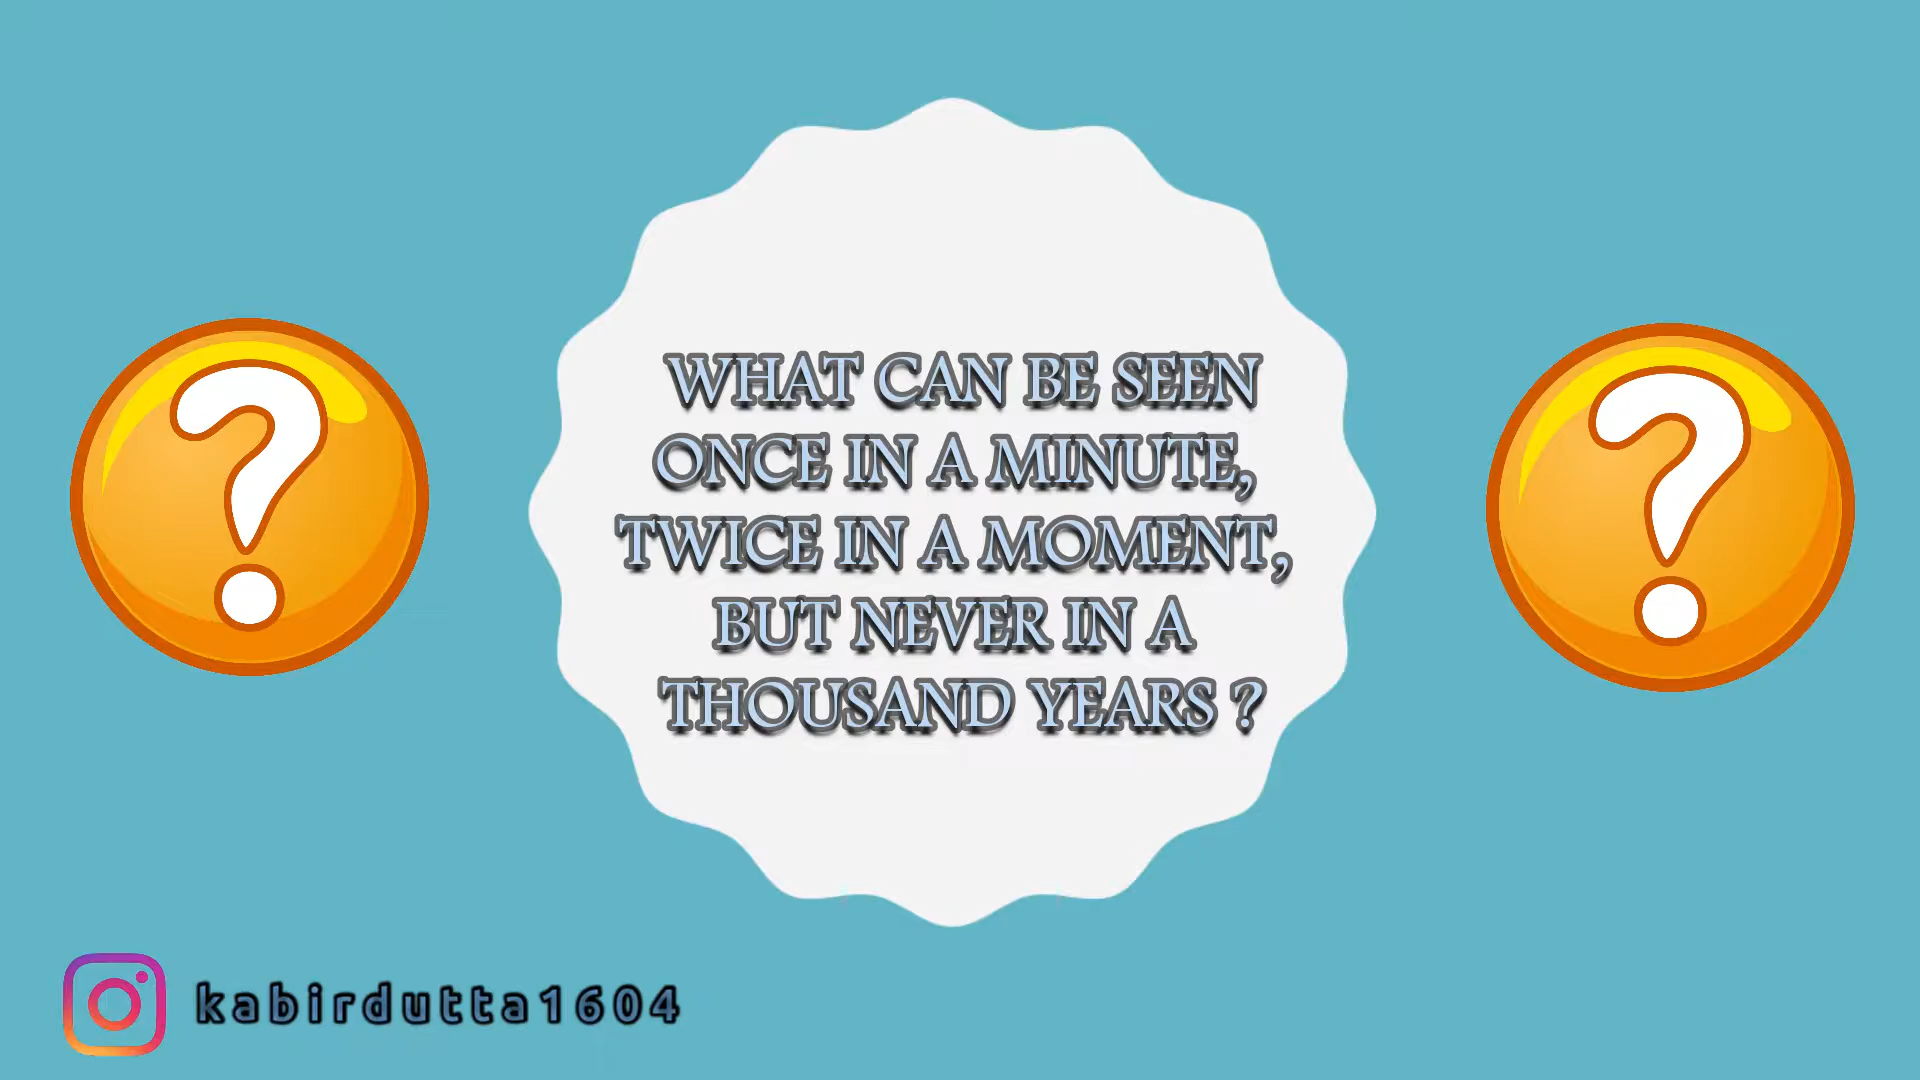 WHAT CAN BE SEEN
ONCE IN A MINUTE,
TWICE IN A MOMENT,
BUT NEVER IN A
THOUSAND YEARS ?
kabirdutta1604